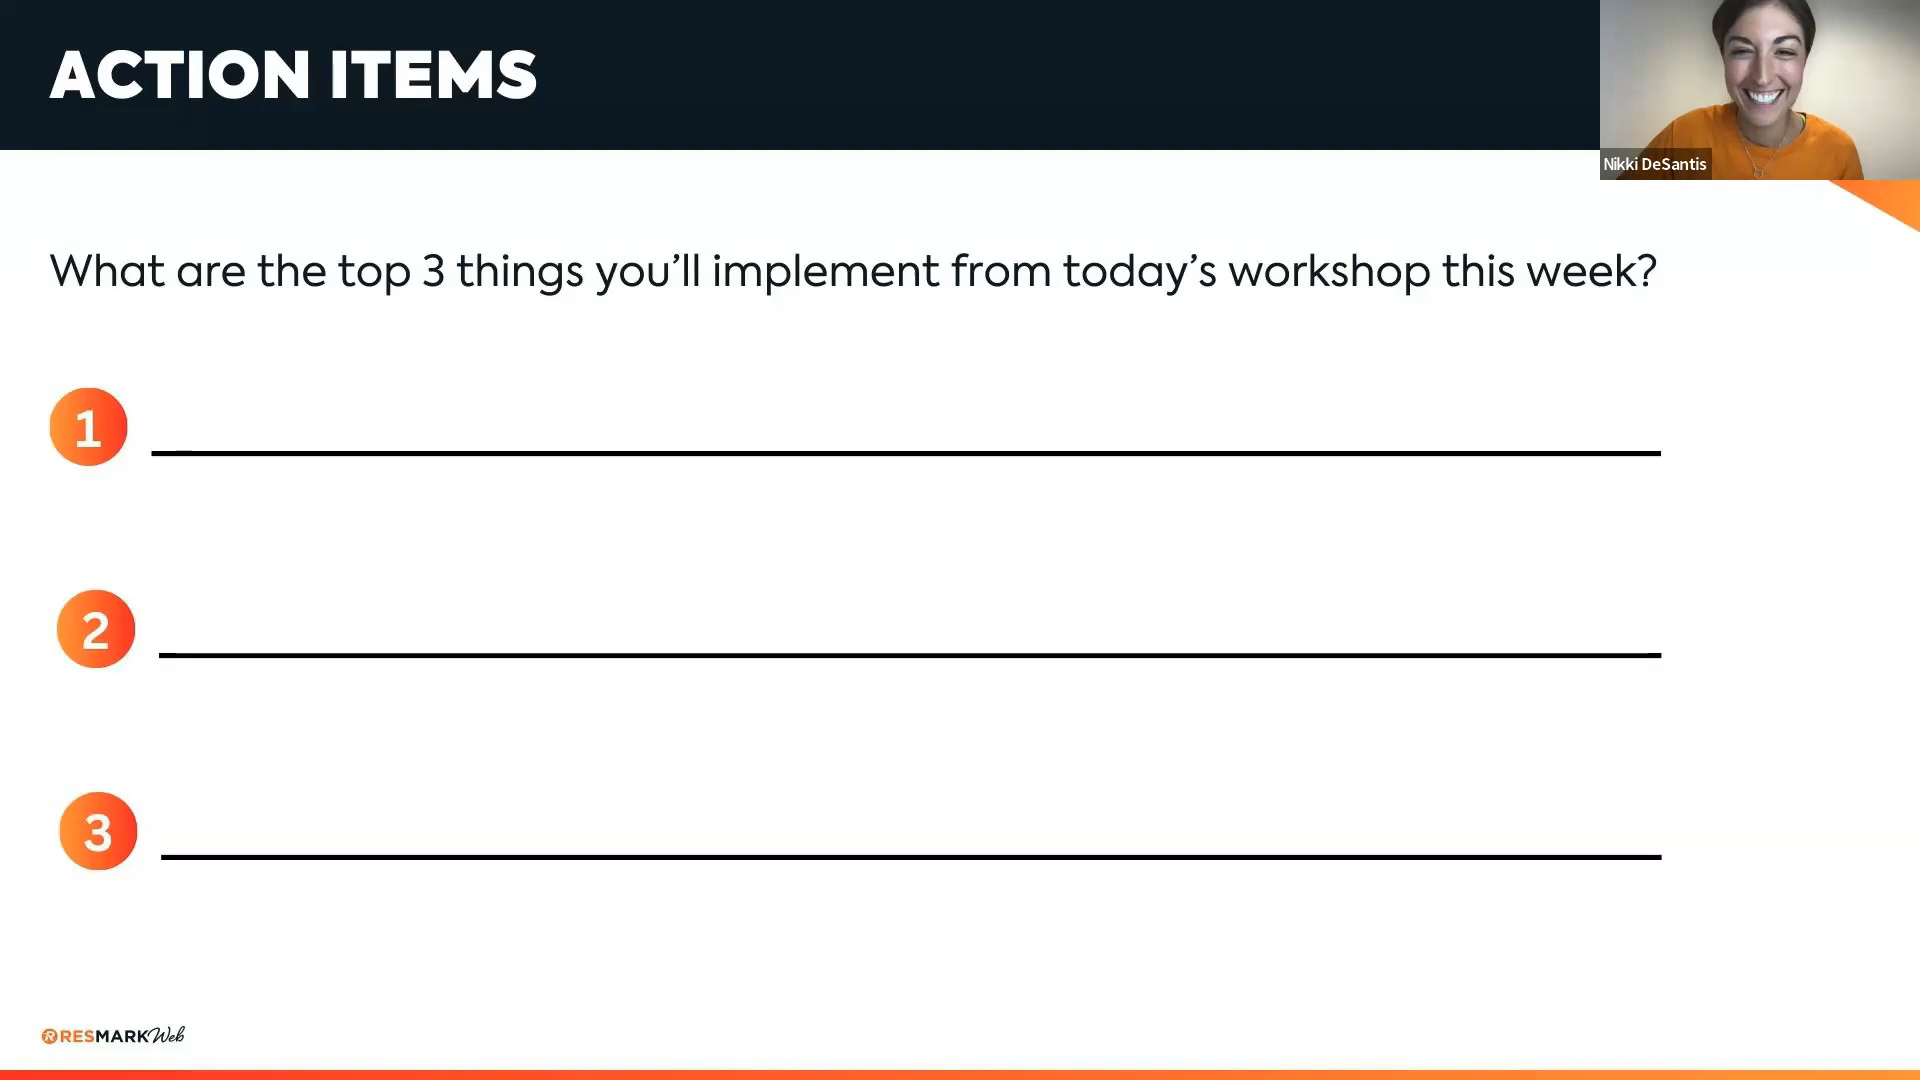 ACTION ITEMS
Nikki DeSantis
What are the top 3 things you’ll implement from today’s workshop this week?
1
2
3
RESMARK Web